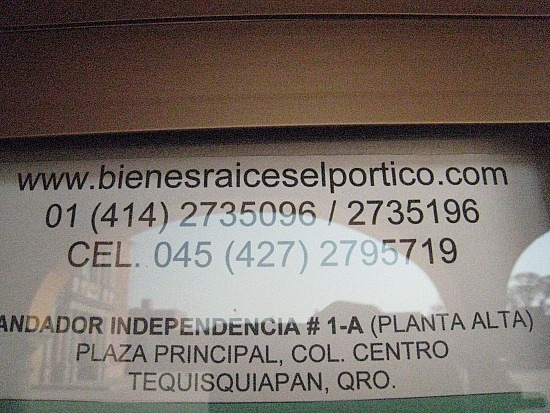 www.bienesraiceselportico.com
01 (414) 2735096 / 2735196
CEL. 045 (427) 2795719
ANDADOR INDEPENDENCIA # 1-A (PLANTA ALTA)
PLAZA PRINCIPAL, COL. CENTRO
TEQUISQUIAPAN, QRO.